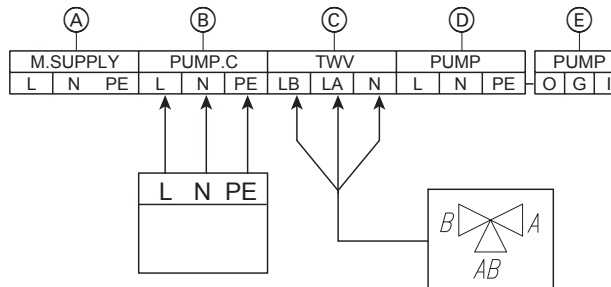 A B C D E
M.SUPPLY PUMP.C TWV PUMP PUMP
L N PE L N PE LB LA N L N PE O G I
L N PE
B A
AB